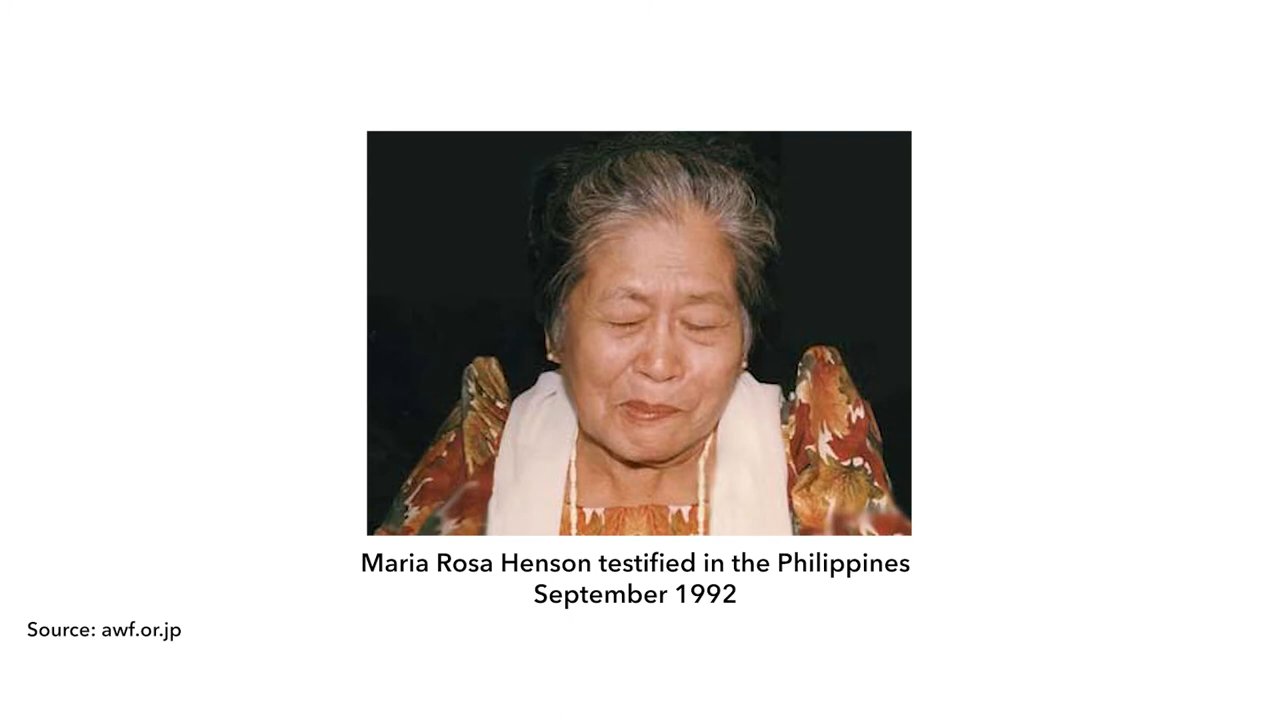 Maria Rosa Henson testified in the Philippines
September 1992
Source: awf.or.jp